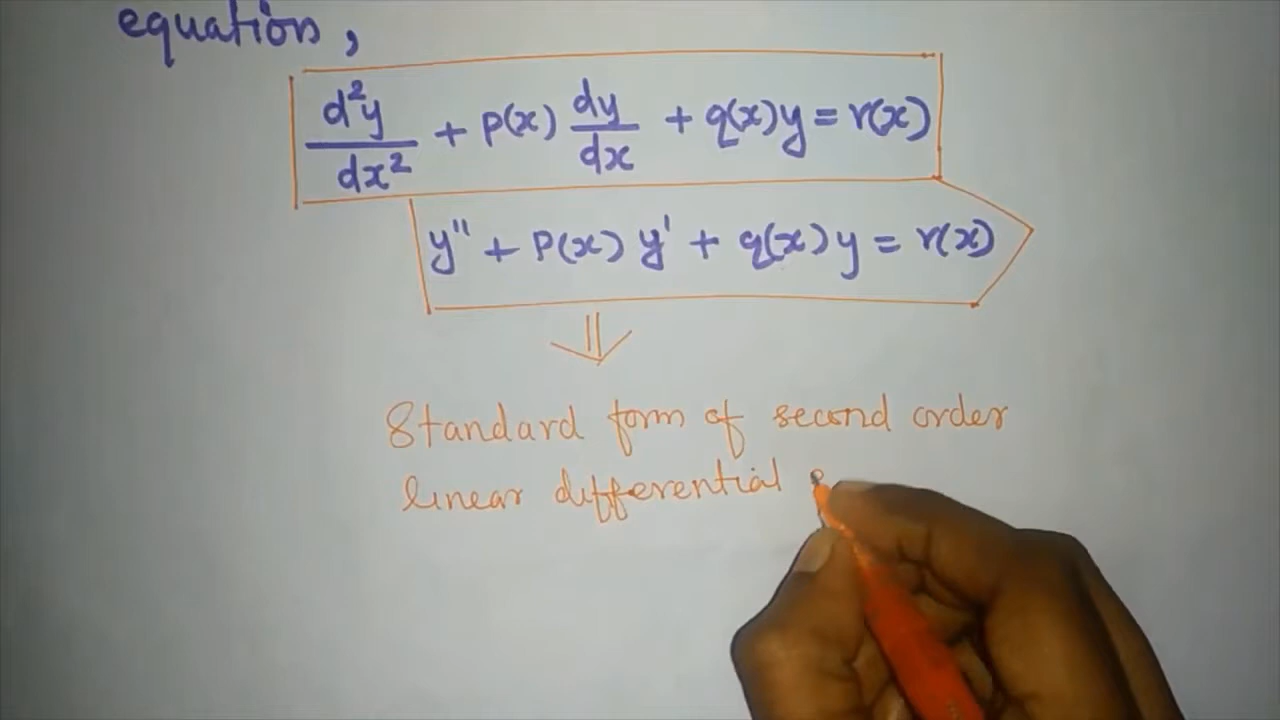 equation,
d²y/dx² + p(x) dy/dx + q(x)y = r(x)
y'' + P(x) y' + q(x)y = r(x)
⇓
Standard form of second order
linear differential